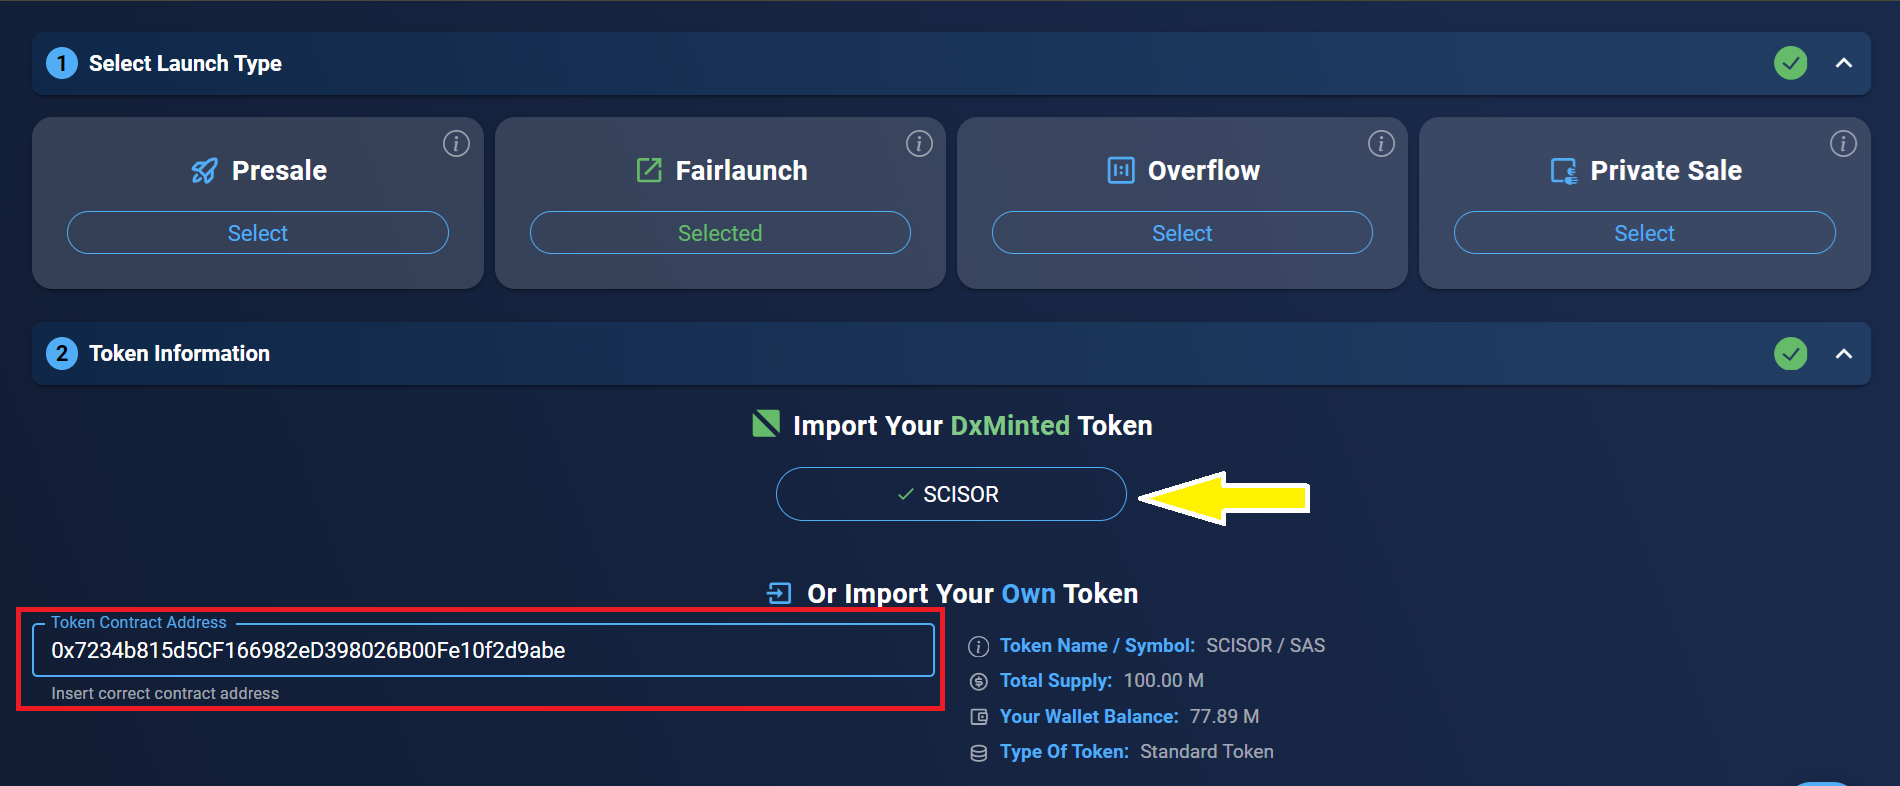 1 Select Launch Type
Presale
Select
Fairlaunch
Selected
Overflow
Select
Private Sale
Select
2 Token Information
Import Your DxMinted Token
SCISOR
Or Import Your Own Token
Token Contract Address
0x7234b815d5CF166982eD398026B00Fe10f2d9abe
Insert correct contract address
Token Name / Symbol: SCISOR / SAS
Total Supply: 100.00 M
Your Wallet Balance: 77.89 M
Type Of Token: Standard Token